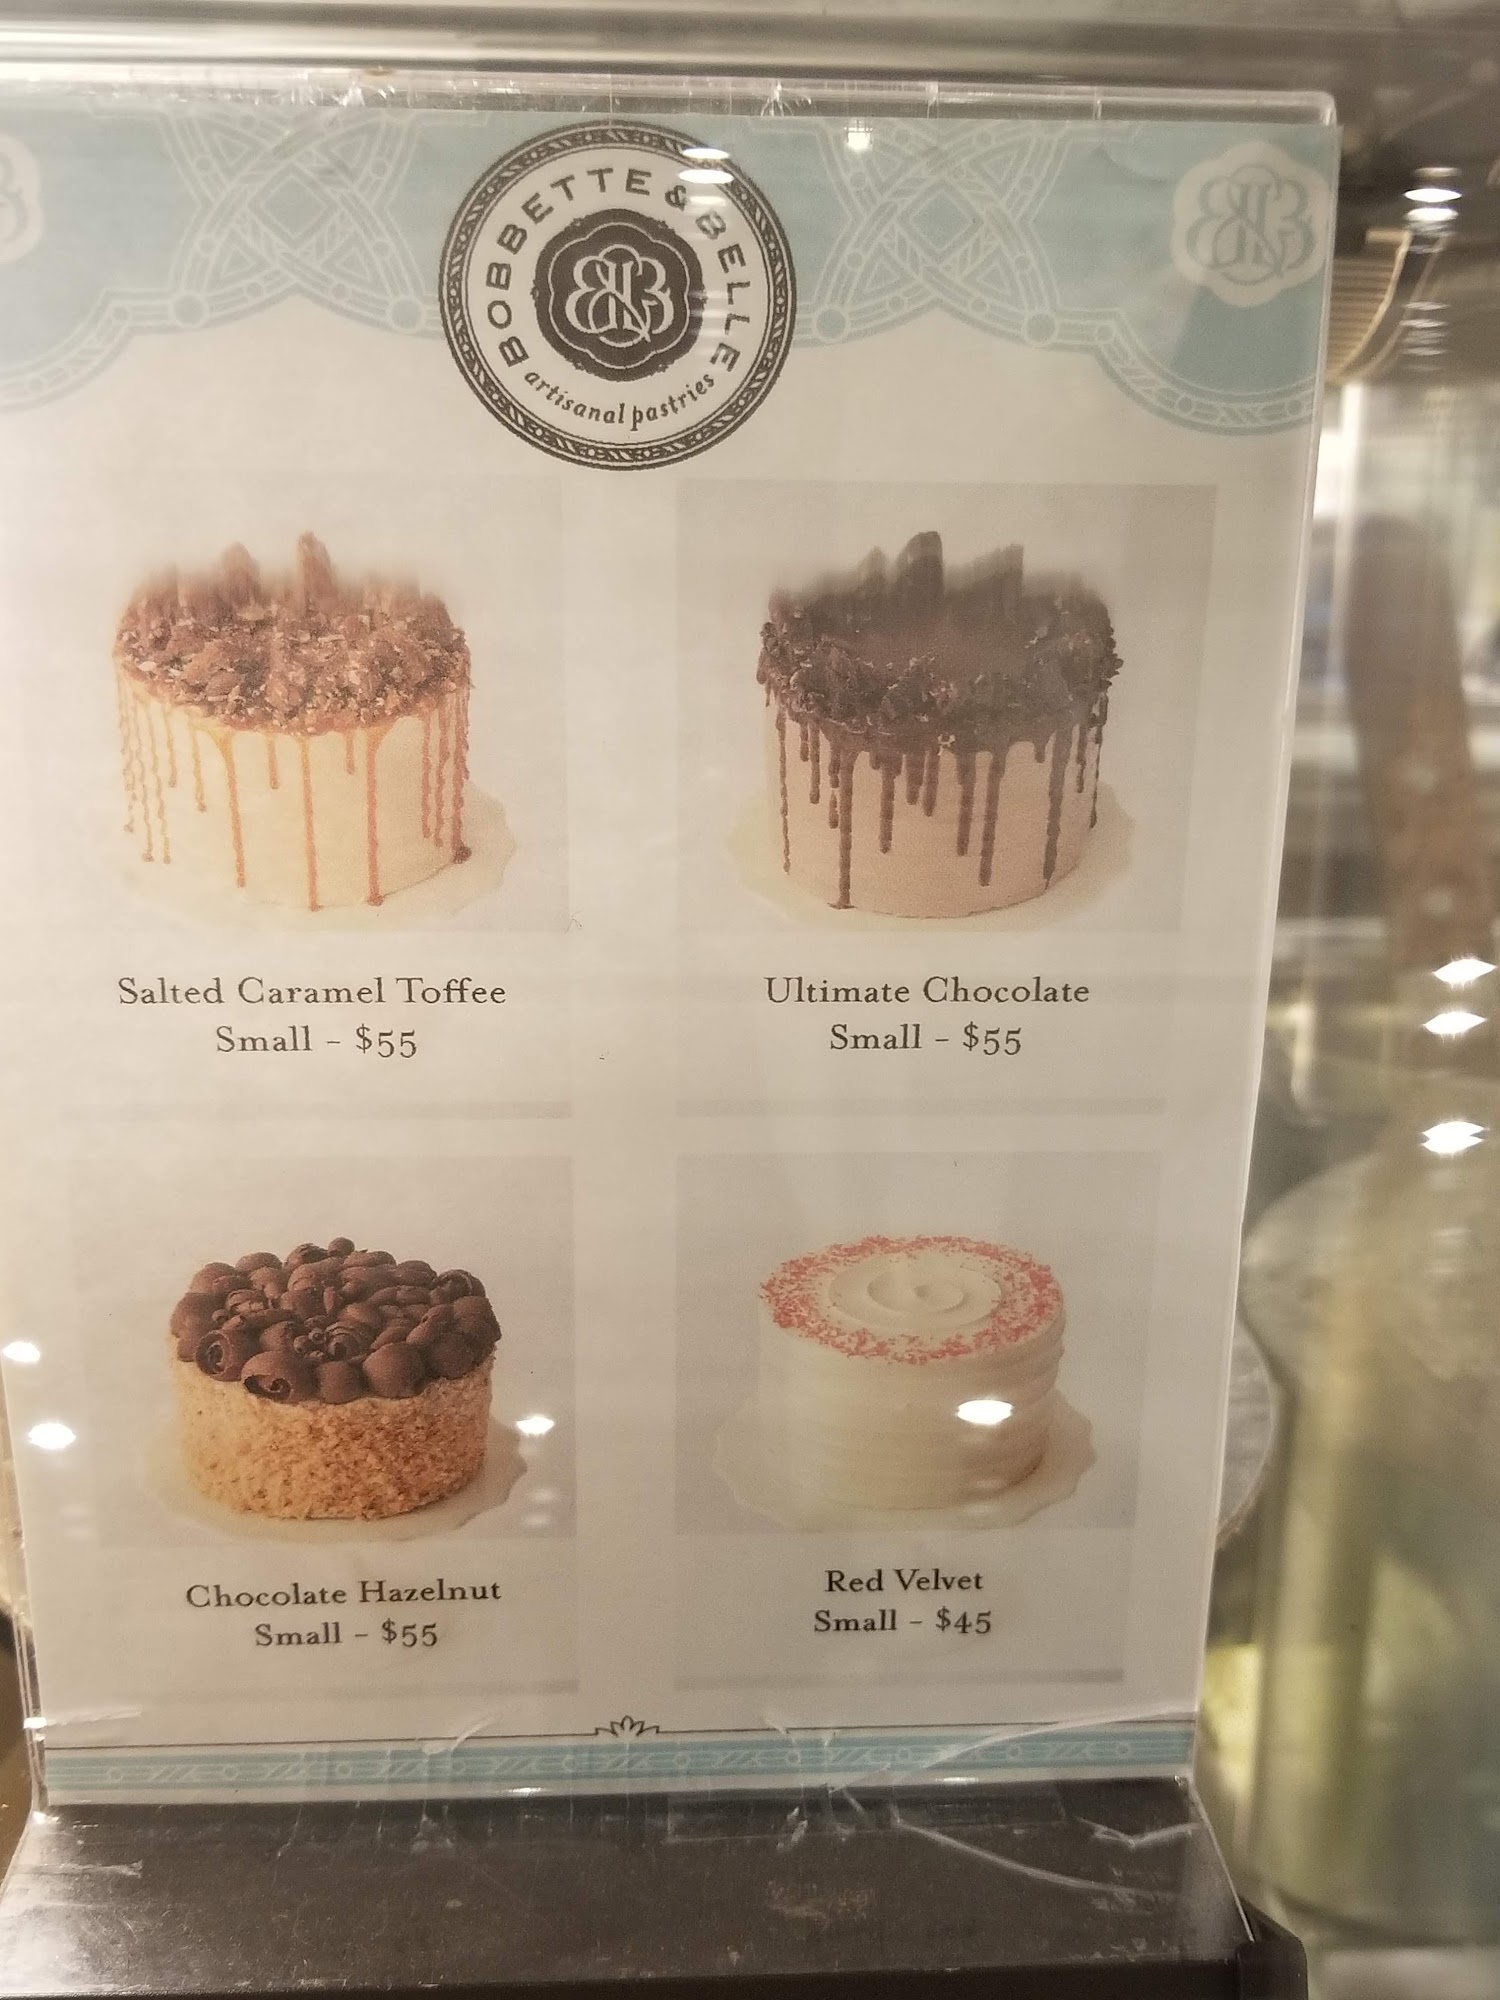 BOBBETTE & BELLE
artisanal pastries
B&B
Salted Caramel Toffee
Small - $55
Ultimate Chocolate
Small - $55
Chocolate Hazelnut
Small - $55
Red Velvet
Small - $45